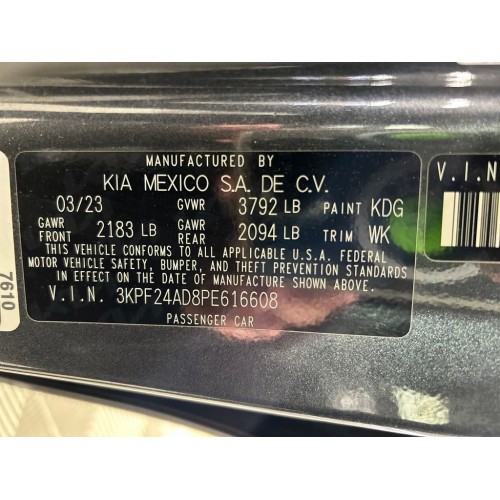 MANUFACTURED BY
KIA MEXICO S.A. DE C.V.
03/23 GVWR 3792 LB PAINT KDG
GAWR FRONT 2183 LB GAWR REAR 2094 LB TRIM WK
THIS VEHICLE CONFORMS TO ALL APPLICABLE U.S.A. FEDERAL
MOTOR VEHICLE SAFETY, BUMPER, AND THEFT PREVENTION STANDARDS
IN EFFECT ON THE DATE OF MANUFACTURE SHOWN ABOVE.
V.I.N. 3KPF24AD8PE616608
PASSENGER CAR
V.I.N
7610